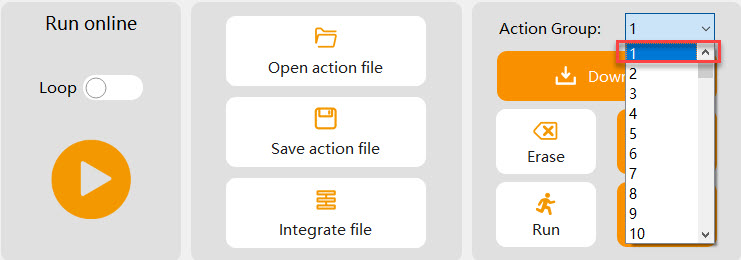 Run online
Loop
Open action file
Save action file
Integrate file
Action Group:
1
Down
Erase
Run
1
2
3
4
5
6
7
8
9
10